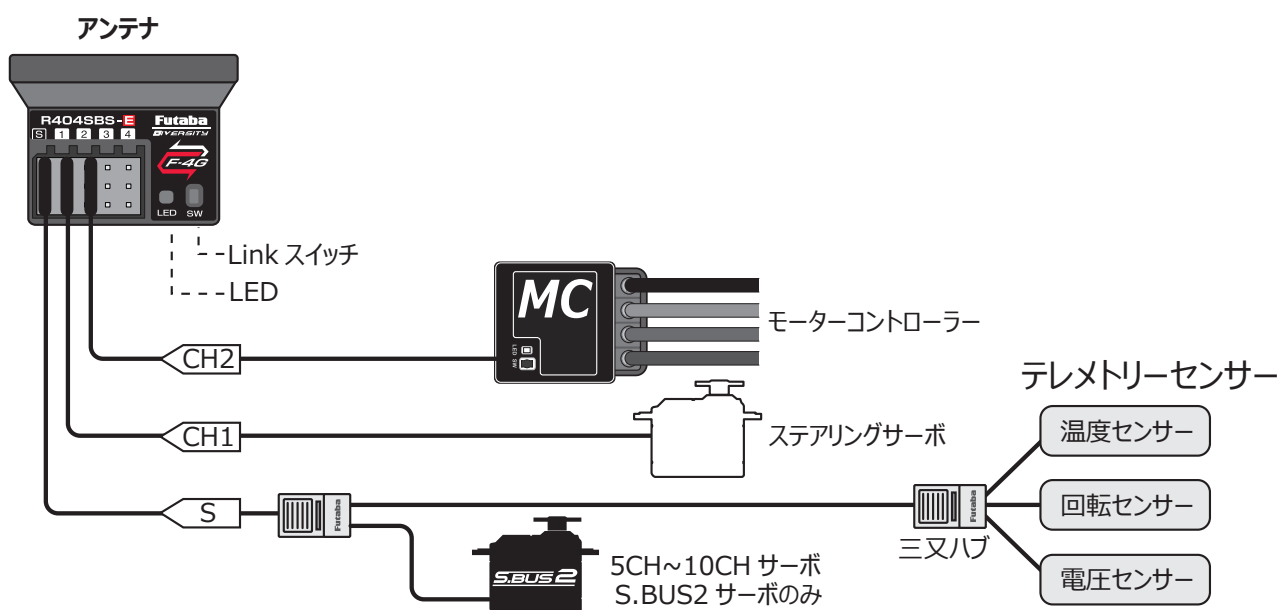 アンテナ
R404SBS-E Futaba
DIVERSITY
S 1 2 3 4
F-4G
LED SW
Link スイッチ
LED
MC
LED SW
モーターコントローラー
CH2
テレメトリーセンサー
温度センサー
CH1
ステアリングサーボ
S
Futaba
Futaba
回転センサー
三又ハブ
S.BUS2
5CH~10CH サーボ
S.BUS2 サーボのみ
電圧センサー